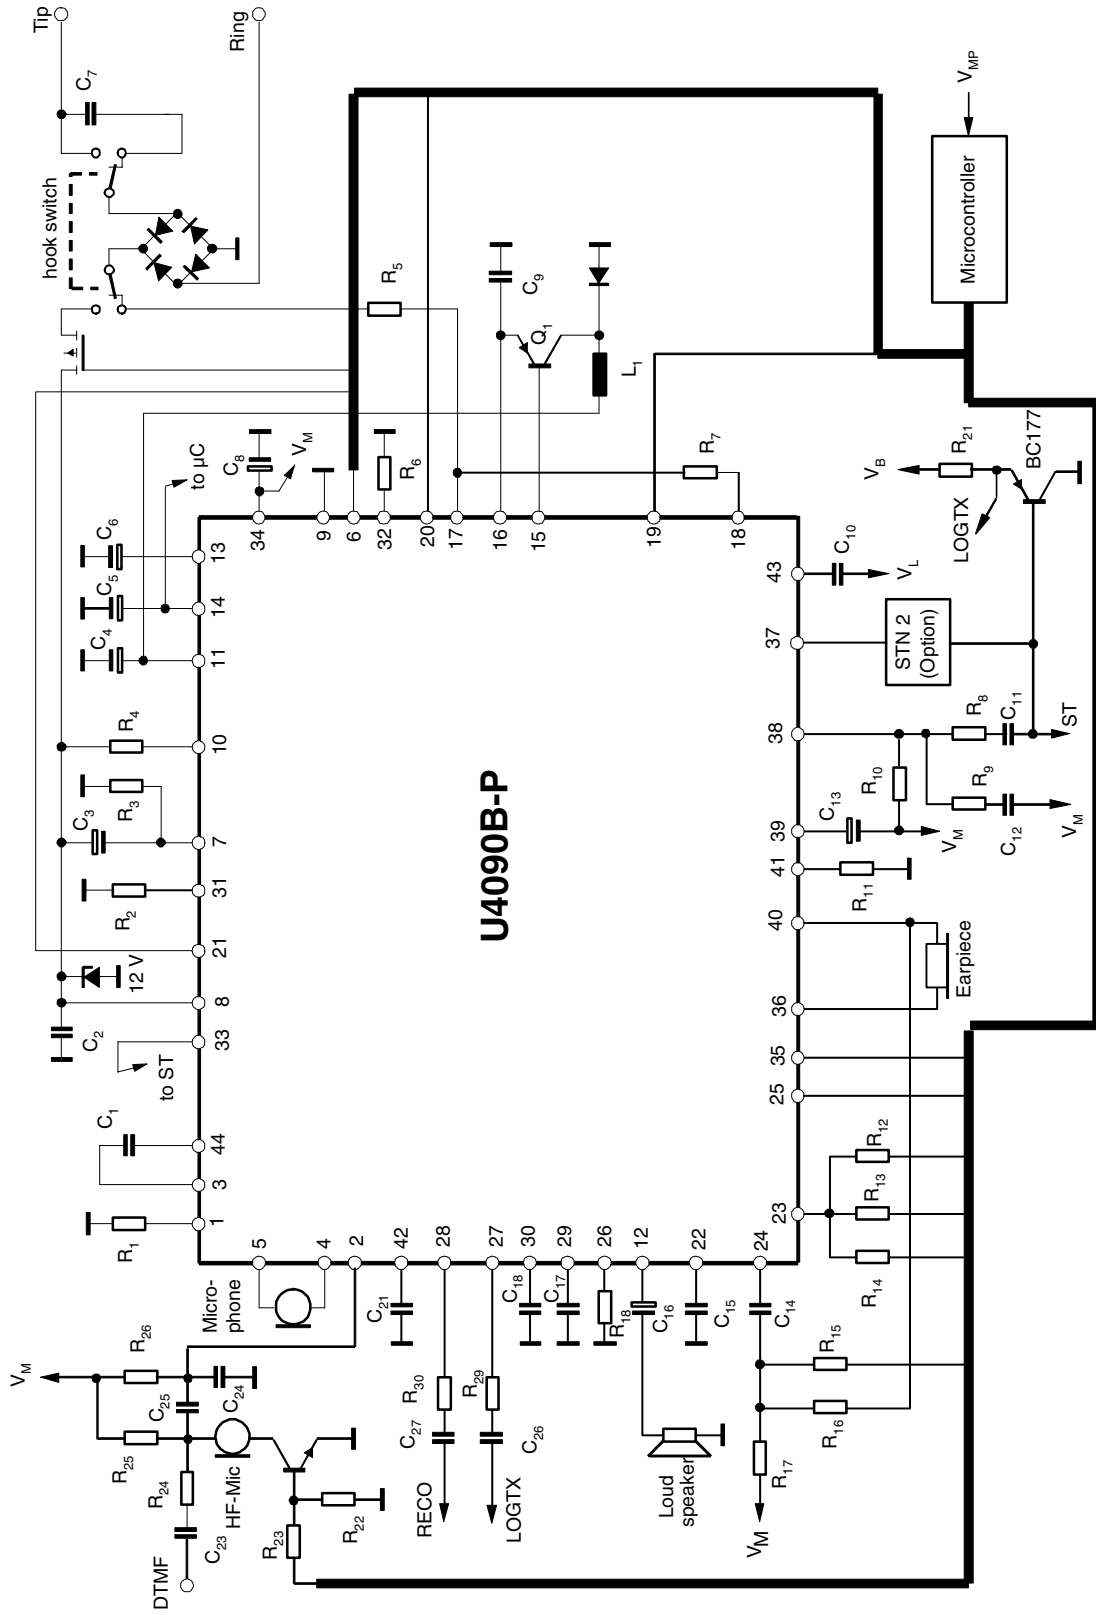 Tip
Ring
C7
hook switch
to µC
C8
VM
R5
R6
C9
Q1
L1
R7
Microcontroller
VMP
C6
C5
C4
R4
R3
C3
R2
12 V
C2
to ST
C1
R1
13
14
11
10
7
31
21
8
33
44
3
1
34
9
6
32
20
17
16
15
19
18
U4090B-P
5
4
2
42
28
27
30
29
26
12
22
24
43
37
38
39
41
40
36
35
25
23
C10
VL
STN 2
(Option)
VB
R21
BC177
LOGTX
R8
C11
ST
R9
C12
VM
R10
C13
VM
R11
Earpiece
R12
R13
R14
R15
R16
R17
VM
C14
C15
C16
R18
C17
C18
Loud
speaker
R29
C26
LOGTX
R30
C27
RECO
C21
Micro-
phone
VM
R26
R25
C25
C24
R24
C23
DTMF
HF-Mic
R23
R22